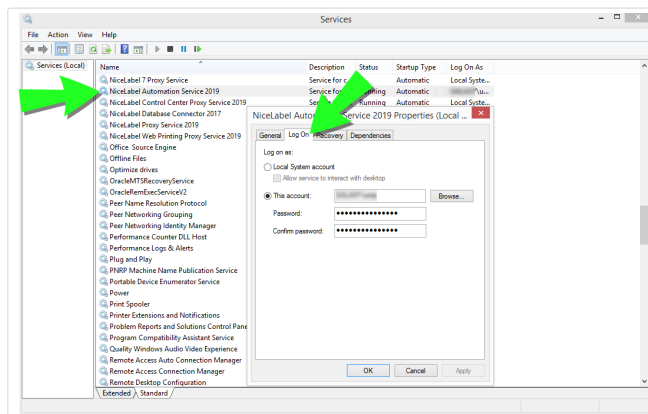 Services
File Action View Help
Services (Local)
Name Description Status Startup Type Log On As
NiceLabel 7 Proxy Service Service for c... Automatic Local Syste...
NiceLabel Automation Service 2019 Service for Running Automatic \u...
NiceLabel Control Center Proxy Service 2019 Running Automatic Local Syste...
NiceLabel Database Connector 2017
NiceLabel Proxy Service 2019
NiceLabel Web Printing Proxy Service 2019
Office Source Engine
Offline Files
Optimize drives
OracleMTSRecoveryService
OracleRemExecServiceV2
Peer Name Resolution Protocol
Peer Networking Grouping
Peer Networking Identity Manager
Performance Counter DLL Host
Performance Logs & Alerts
Plug and Play
PNRP Machine Name Publication Service
Portable Device Enumerator Service
Power
Print Spooler
Printer Extensions and Notifications
Problem Reports and Solutions Control Pane
Program Compatibility Assistant Service
Quality Windows Audio Video Experience
Remote Access Auto Connection Manager
Remote Access Connection Manager
Remote Desktop Configuration
Extended Standard
NiceLabel Service 2019 Properties (Local ...
General Log On Recovery Dependencies
Log on as:
Local System account
Allow service to interact with desktop
This account: Browse...
Password: •••••••••••••••
Confirm password: •••••••••••••••
OK Cancel Apply